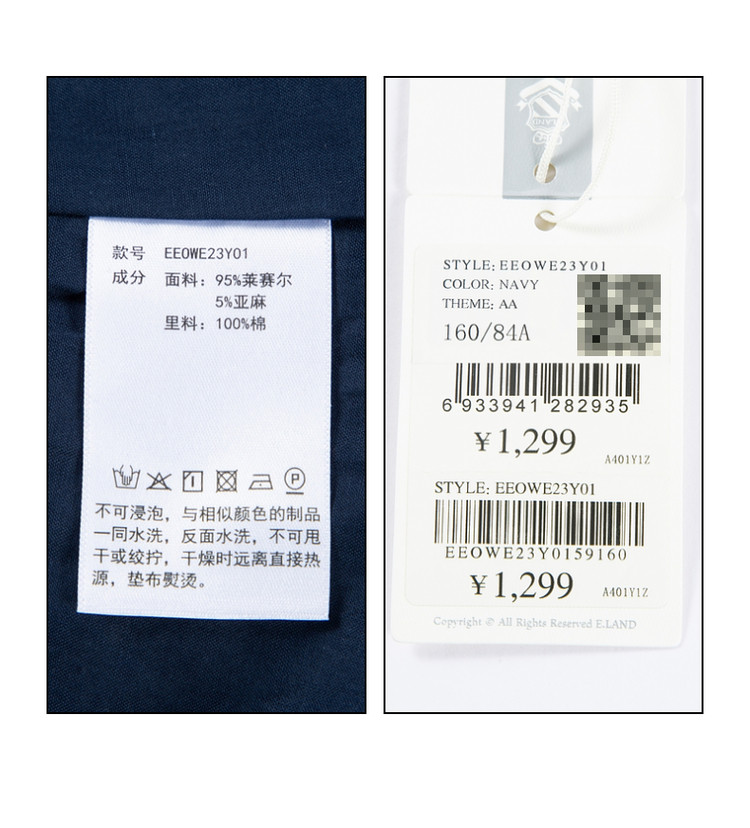 款号 EEOWE23Y01
成分 面料：95%莱赛尔
5%亚麻
里料：100%棉
P
不可浸泡，与相似颜色的制品
一同水洗，反面水洗，不可甩
干或绞拧，干燥时远离直接热
源，垫布熨烫。
STYLE: EEOWE23Y01
COLOR: NAVY
THEME: AA
160/84A
6 933941 282935
¥1,299
A401Y1Z
STYLE: EEOWE23Y01
EEOWE23Y0159160
¥1,299
A401Y1Z
Copyright © All Rights Reserved E.LAND